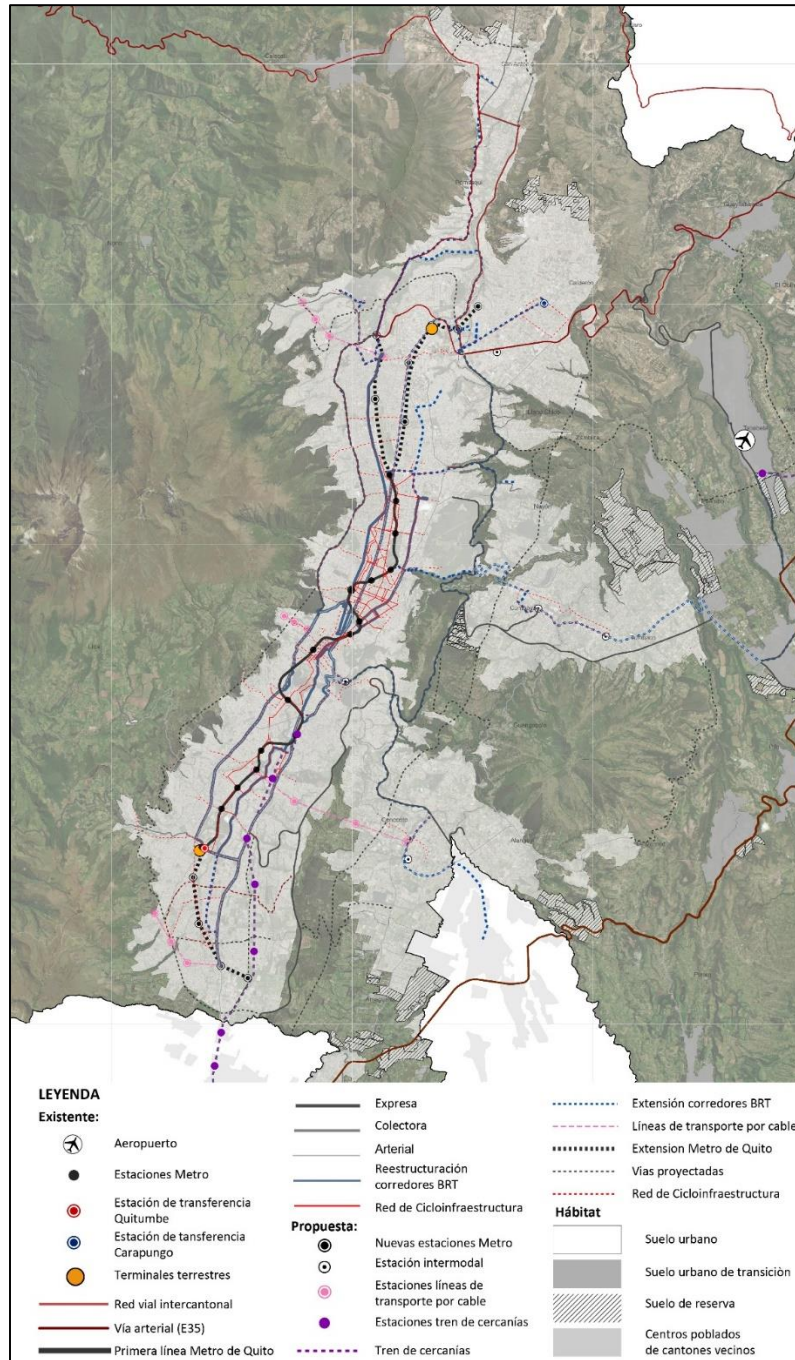 Calderón
LEYENDA
Existente:
Aeropuerto
Estaciones Metro
Estación de transferencia
Quitumbe
Estación de tansferencia
Carapungo
Terminales terrestres
Red vial intercantonal
Vía arterial (E35)
Primera línea Metro de Quito
Expresa
Colectora
Arterial
Reestructuración
corredores BRT
Red de Cicloinfraestructura
Propuesta:
Nuevas estaciones Metro
Estación intermodal
Estaciones líneas de
transporte por cable
Estaciones tren de cercanías
Tren de cercanías
Extensión corredores BRT
Líneas de transporte por cable
Extension Metro de Quito
Vias proyectadas
Red de Cicloinfraestructura
Hábitat
Suelo urbano
Suelo urbano de transiciòn
Suelo de reserva
Centros poblados
de cantones vecinos